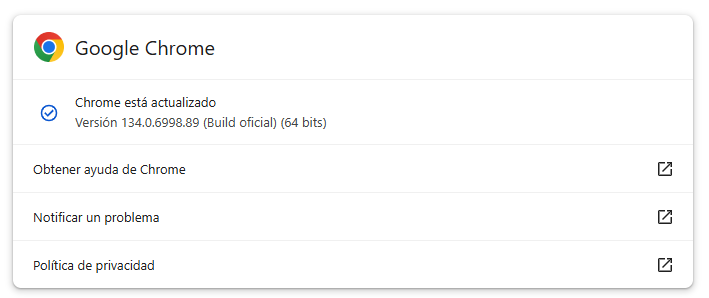 Google Chrome
Chrome está actualizado
Versión 134.0.6998.89 (Build oficial) (64 bits)
Obtener ayuda de Chrome
Notificar un problema
Política de privacidad